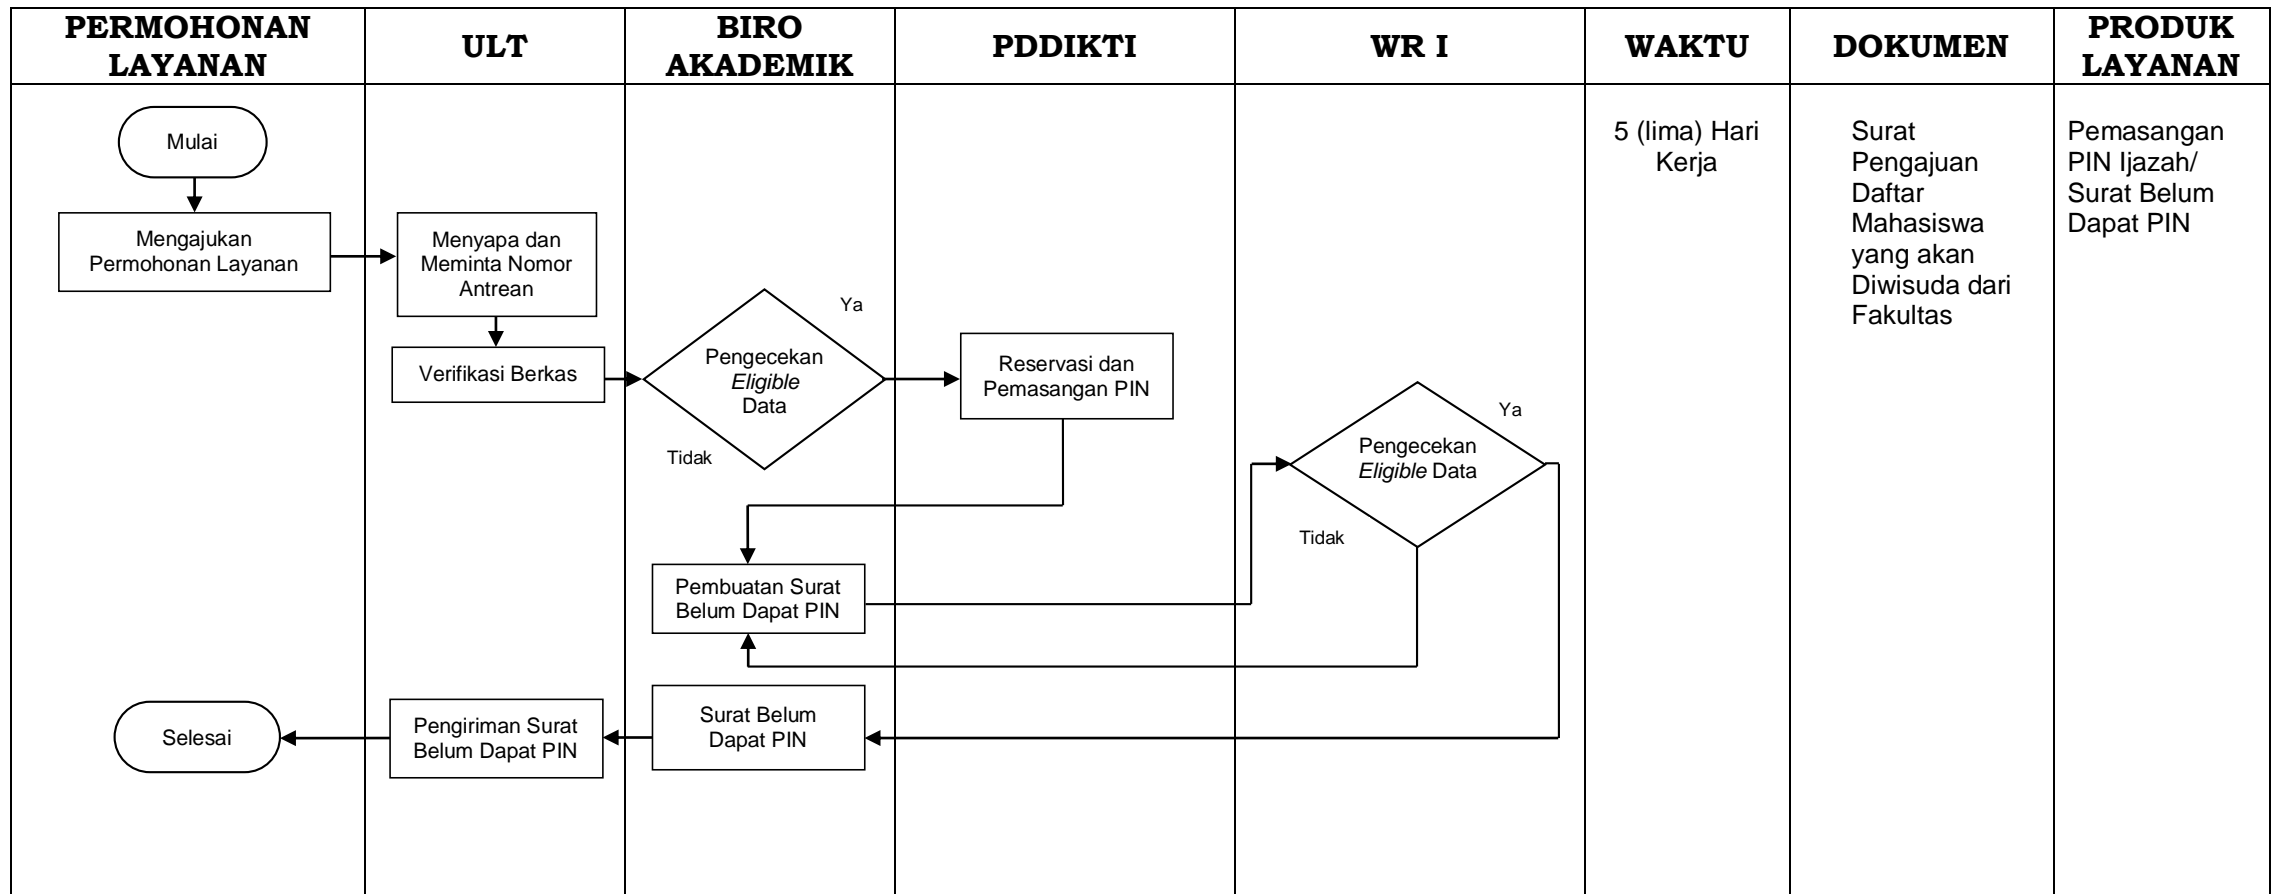 PERMOHONAN
LAYANAN
ULT
BIRO
AKADEMIK
PDDIKTI
WR I
WAKTU
DOKUMEN
PRODUK
LAYANAN
Mulai
Mengajukan
Permohonan Layanan
Menyapa dan
Meminta Nomor
Antrean
Verifikasi Berkas
Pengecekan
Eligible
Data
Ya
Tidak
Reservasi dan
Pemasangan PIN
Pengecekan
Eligible Data
Ya
Tidak
Pembuatan Surat
Belum Dapat PIN
Surat Belum
Dapat PIN
Pengiriman Surat
Belum Dapat PIN
Selesai
5 (lima) Hari
Kerja
Surat
Pengajuan
Daftar
Mahasiswa
yang akan
Diwisuda dari
Fakultas
Pemasangan
PIN Ijazah/
Surat Belum
Dapat PIN